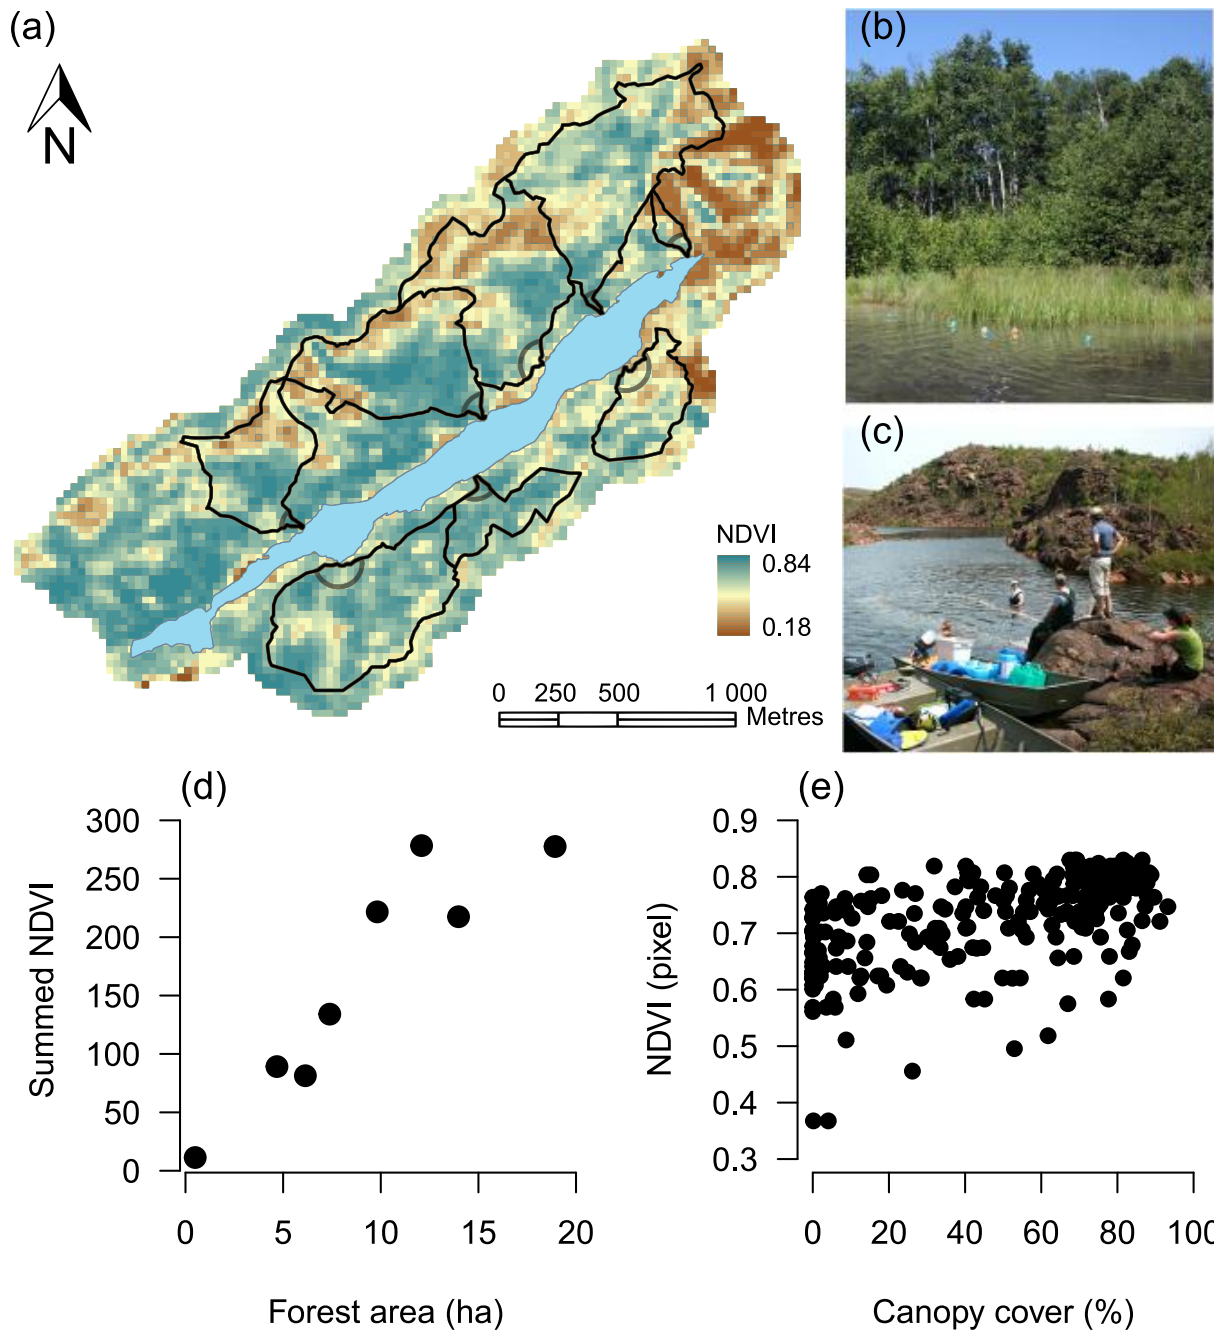 (a)
N
NDVI
0.84
0.18
0 250 500 1 000
Metres
(b)
(c)
(d)
300
250
200
150
100
50
0
Summed NDVI
0 5 10 15 20
Forest area (ha)
(e)
0.9
0.8
0.7
0.6
0.5
0.4
0.3
NDVI (pixel)
0 20 40 60 80 100
Canopy cover (%)